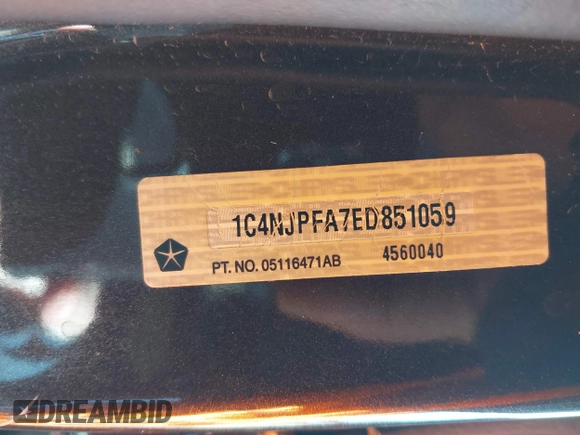 1C4NJPFA7ED851059
PT. NO. 05116471AB 4560040
DREAMBID